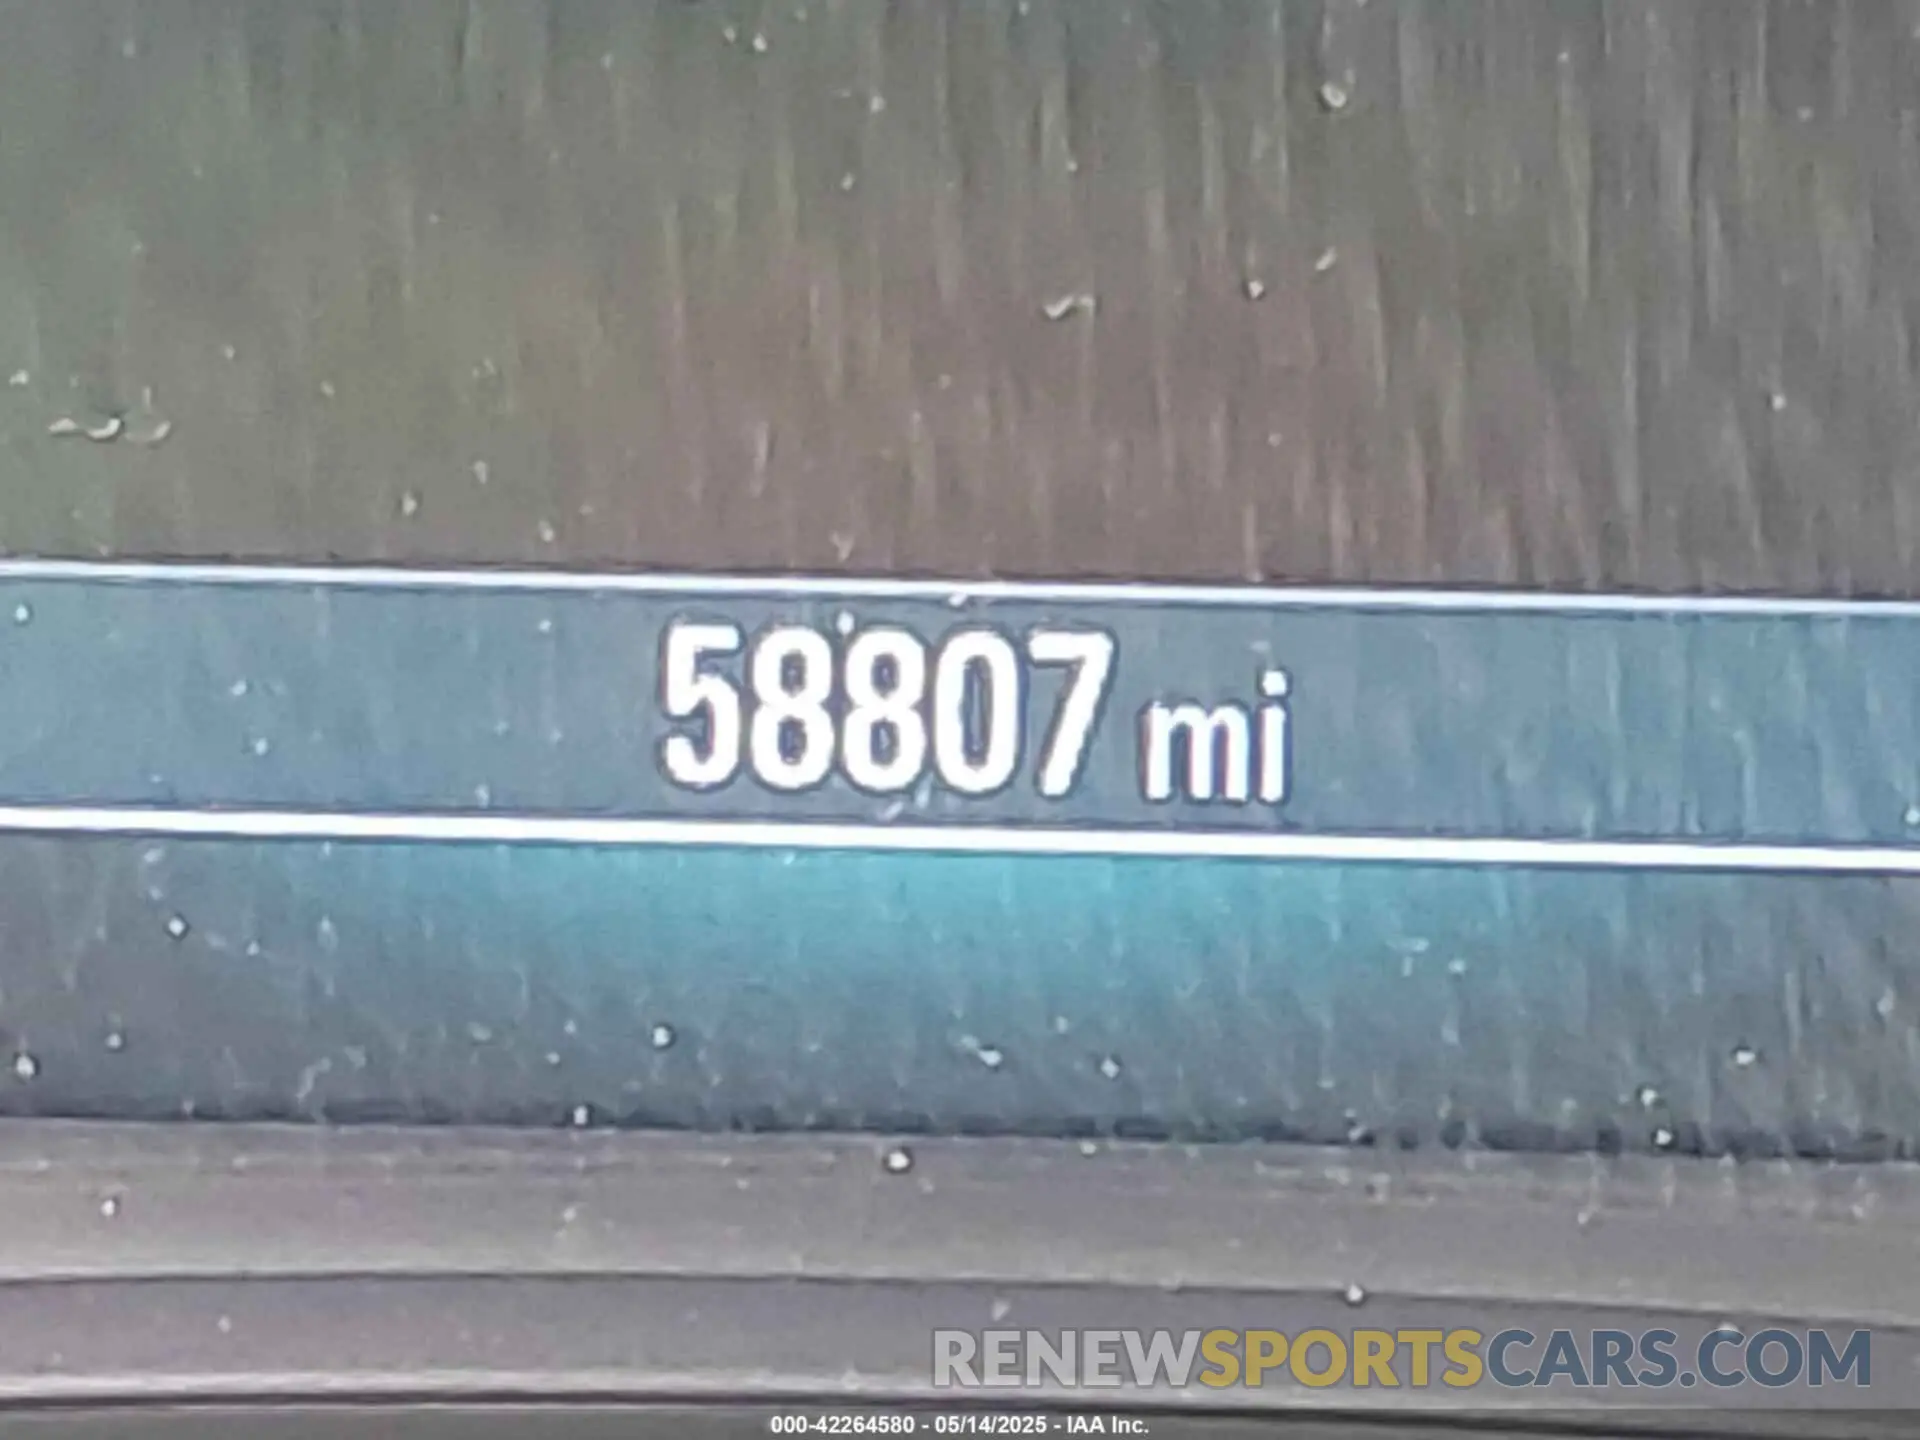 58807 mi
RENEWSPORTSCARS.COM
000-42264580 - 05/14/2025 - IAA Inc.